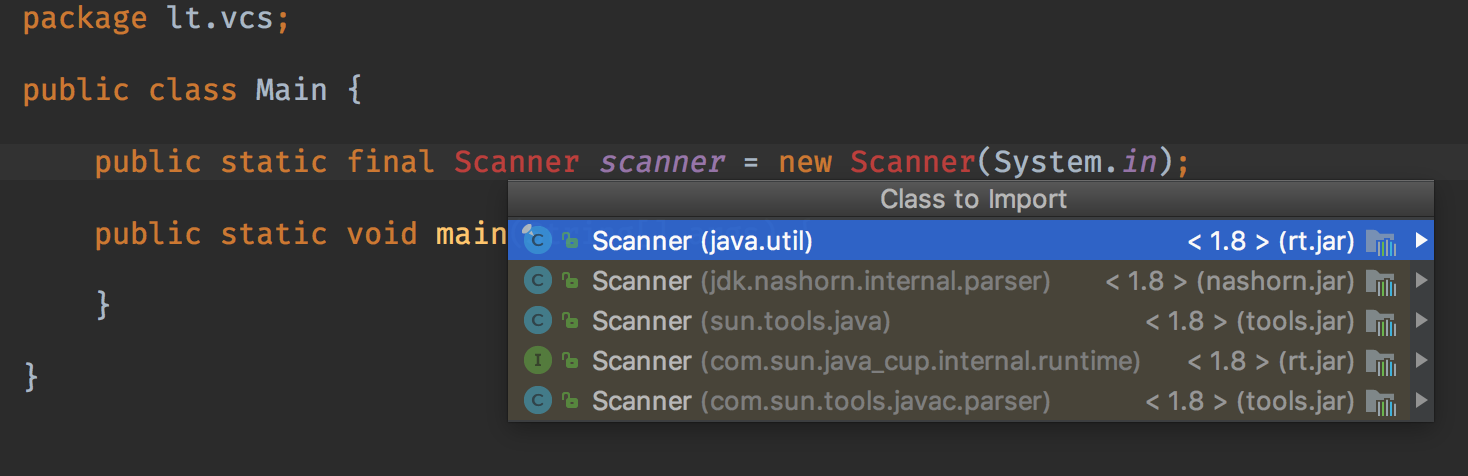 package lt.vcs;
public class Main {
public static final Scanner scanner = new Scanner(System.in);
Class to Import
C Scanner (java.util) < 1.8 > (rt.jar)
public static void main
C Scanner (jdk.nashorn.internal.parser) < 1.8 > (nashorn.jar)
}
C Scanner (sun.tools.java) < 1.8 > (tools.jar)
I Scanner (com.sun.java_cup.internal.runtime) < 1.8 > (rt.jar)
}
C Scanner (com.sun.tools.javac.parser) < 1.8 > (tools.jar)